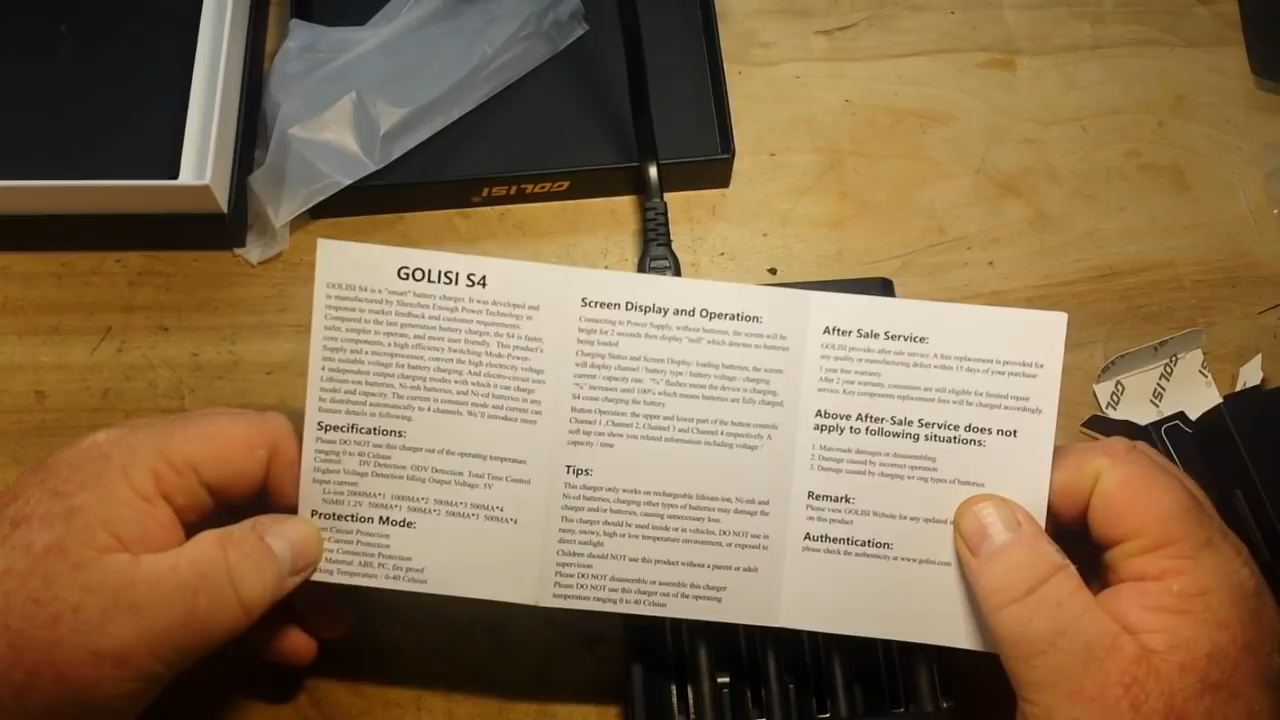 GOLISI
GOLISI S4
GOLISI S4 is a "smart" battery charger. It was developed and
is manufactured by Shenzhen Enough Power Technology in
response to market feedback and customer requirements.
Compared to the last generation battery charger, the S4 is faster,
safer, simpler to operate, and more user friendly. This product's
core components, a high efficiency Switching-Mode-Power-
Supply and a microprocessor, convert the high electricity voltage
into suitable voltage for battery charging. And electro-circuit uses
4 independent output charging modes with which it can charge
Lithium-ion batteries, Ni-mh batteries, and Ni-cd batteries in any
model and capacity. The current is constant mode and current can
be distributed automatically to 4 channels. We'll introduce more
feature details in following.
Specifications:
Please DO NOT use this charger out of the operating temperature
ranging 0 to 40 Celsius
Control: DV Detection ODV Detection Total Time Control
Highest Voltage Detection Idling Output Voltage: 5V
Input current:
Li-ion 2000MA*1 1000MA*2 500MA*3 500MA*4
NiMH 1.2V 500MA*1 500MA*2 500MA*3 500MA*4
Protection Mode:
Circuit Protection
-Current Protection
Connection Protection
Material: ABS, PC, fire proof
Temperature / 0-40 Celsius
Screen Display and Operation:
Connecting to Power Supply, without batteries, the screen will be
bright for 2 seconds then display "null" which denotes no batteries
being loaded
Charging Status and Screen Display: loading batteries, the screen
will display channel / battery type / battery voltage / charging
current / capacity rate. "%" flashes mean the device is charging,
"%" increases until 100% which means batteries are fully charged,
S4 cease charging the battery.
Button Operation: the upper and lower part of the button controls
Channel 1 ,Channel 2, Channel 3 and Channel 4 respectively. A
soft tap can show you related information including voltage /
capacity / time
Tips:
This charger only works on rechargeable lithium-ion, Ni-mh and
Ni-cd batteries, charging other types of batteries may damage the
charger and/or batteries, causing unnecessary loss.
This charger should be used inside or in vehicles, DO NOT use in
rainy, snowy, high or low temperature environment, or exposed to
direct sunlight
Children should NOT use this product without a parent or adult
supervision
Please DO NOT disassemble or assemble this charger
Please DO NOT use this charger out of the operating
temperature ranging 0 to 40 Celsius
After Sale Service:
GOLISI provides after sale service. A free replacement is provided for
any quality or manufacturing defect within 15 days of your purchase
1 year free warranty.
After 2 year warranty, consumers are still eligible for limited repair
service. Key components replacement fees will be charged accordingly.
Above After-Sale Service does not
apply to following situations:
1. Man-made damages or disassembling
2. Damage caused by incorrect operation
3. Damage caused by charging wrong types of batteries
Remark:
Please view GOLISI Website for any updated
on this product
Authentication:
please check the authenticity at www.golisi.com
GOLISI
GOL